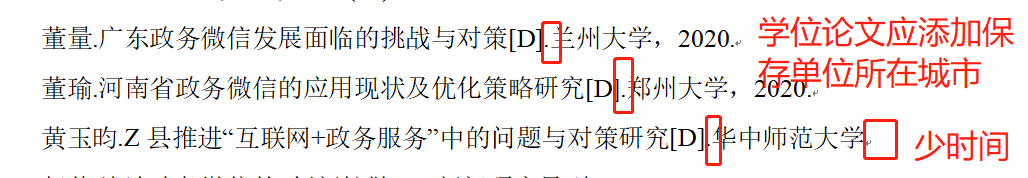 董量.广东政务微信发展面临的挑战与对策[D].兰州大学，2020.
学位论文应添加保
存单位所在城市
董瑜.河南省政务微信的应用现状及优化策略研究[D].郑州大学，2020.
黄玉昀.Z 县推进“互联网+政务服务”中的问题与对策研究[D].华中师范大学
少时间